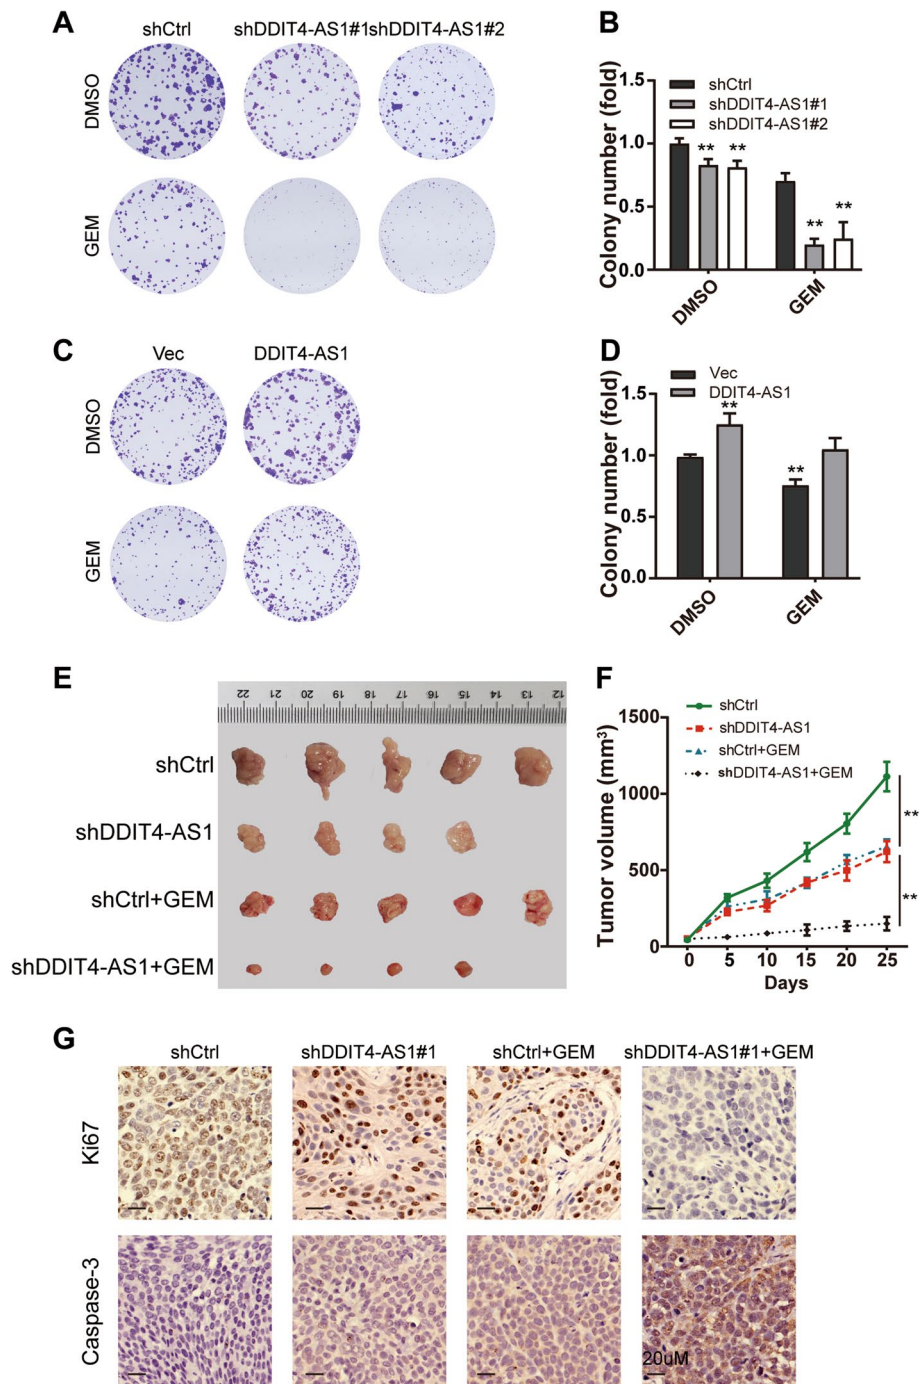 A
shCtrl
shDDIT4-AS1#1
shDDIT4-AS1#2
DMSO
GEM
B
Colony number (fold)
1.5
1.0
0.5
0.0
shCtrl
shDDIT4-AS1#1
shDDIT4-AS1#2
** **
** **
DMSO
GEM
C
Vec
DDIT4-AS1
DMSO
GEM
D
Colony number (fold)
1.5
1.0
0.5
0.0
Vec
DDIT4-AS1
**
**
DMSO
GEM
E
22 21 20 19 18 17 16 15 14 13 12
shCtrl
shDDIT4-AS1
shCtrl+GEM
shDDIT4-AS1+GEM
F
Tumor volume (mm³)
1500
1000
500
0
shCtrl
shDDIT4-AS1
shCtrl+GEM
shDDIT4-AS1+GEM
**
**
0 5 10 15 20 25
Days
G
shCtrl
shDDIT4-AS1#1
shCtrl+GEM
shDDIT4-AS1#1+GEM
Ki67
Caspase-3
20uM